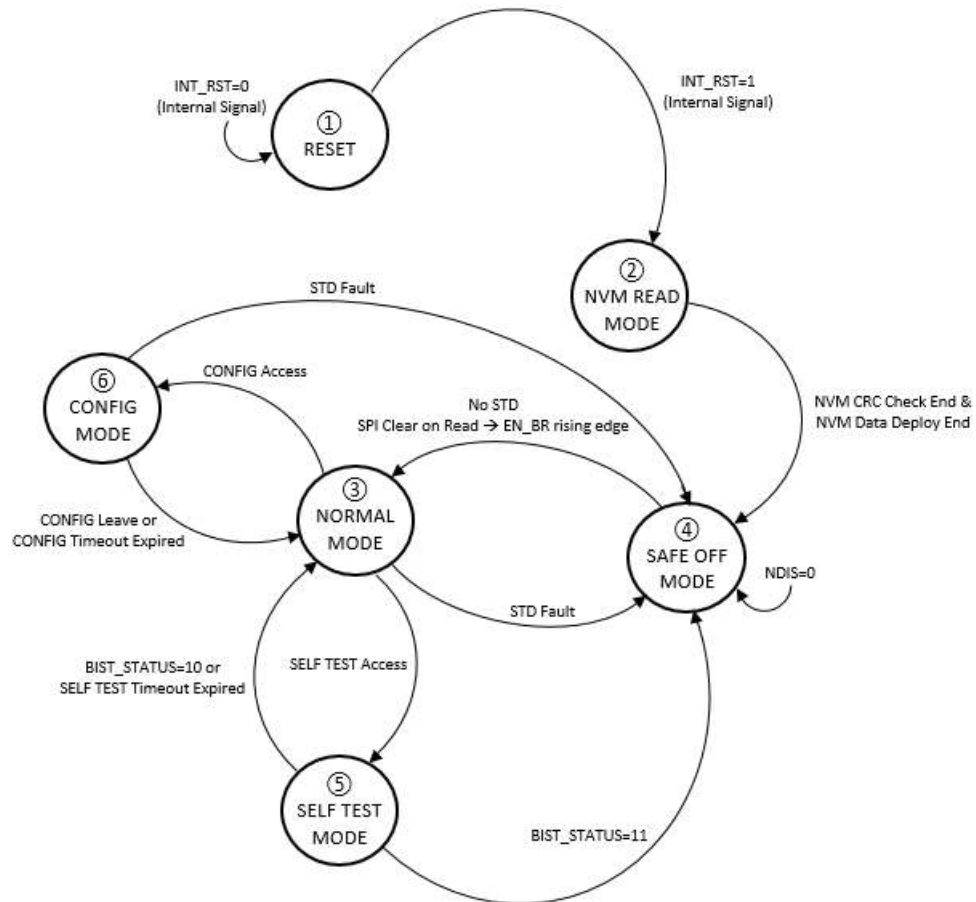 INT_RST=0
(Internal Signal)
①
RESET
INT_RST=1
(Internal Signal)
②
NVM READ
MODE
STD Fault
⑥
CONFIG
MODE
CONFIG Access
No STD
SPI Clear on Read → EN_BR rising edge
NVM CRC Check End &
NVM Data Deploy End
③
NORMAL
MODE
CONFIG Leave or
CONFIG Timeout Expired
④
SAFE OFF
MODE
NDIS=0
STD Fault
BIST_STATUS=10 or
SELF TEST Timeout Expired
SELF TEST Access
⑤
SELF TEST
MODE
BIST_STATUS=11